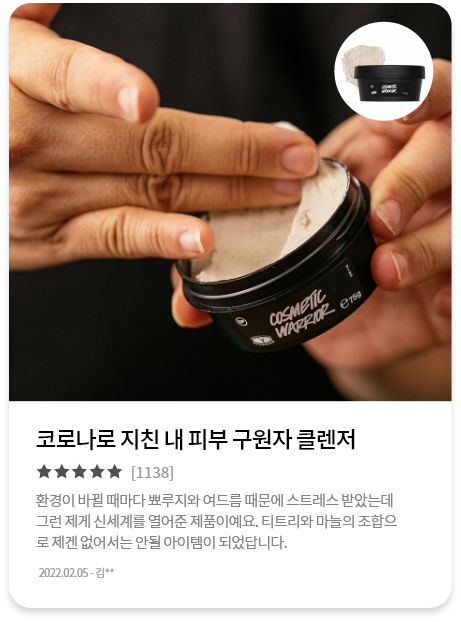 COSMETIC
WARRIOR
℮75g
코로나로 지친 내 피부 구원자 클렌저
★★★★★ [1138]
환경이 바뀔 때마다 뾰루지와 여드름 때문에 스트레스 받았는데
그런 제게 신세계를 열어준 제품이예요. 티트리와 마늘의 조합으
로 제겐 없어서는 안될 아이템이 되었답니다.
2022.02.05 - 김**